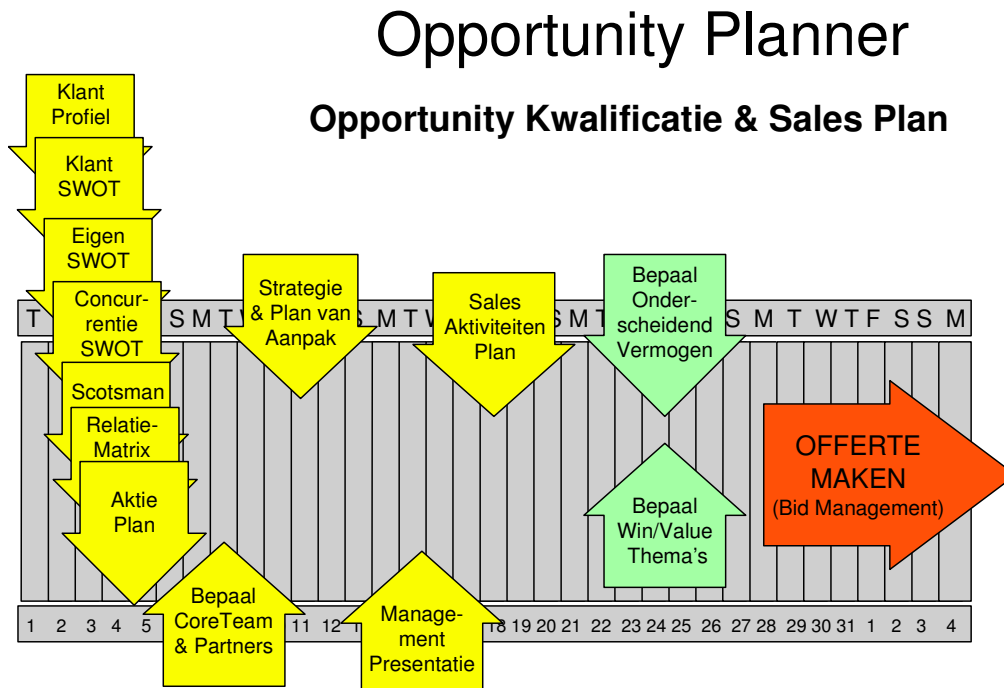 Opportunity Planner
Opportunity Kwalificatie & Sales Plan
Klant
Profiel
Klant
SWOT
Eigen
SWOT
Concur-
rentie
SWOT
Scotsman
Relatie-
Matrix
Aktie
Plan
Strategie
& Plan van
Aanpak
Sales
Aktiviteiten
Plan
Bepaal
Onder-
scheidend
Vermogen
T S M T S M T W S M T S M T W T F S S M
OFFERTE
MAKEN
(Bid Management)
Bepaal
Win/Value
Thema's
Bepaal
CoreTeam
& Partners
Manage-
ment
Presentatie
1 2 3 4 5 11 12 18 19 20 21 22 23 24 25 26 27 28 29 30 31 1 2 3 4